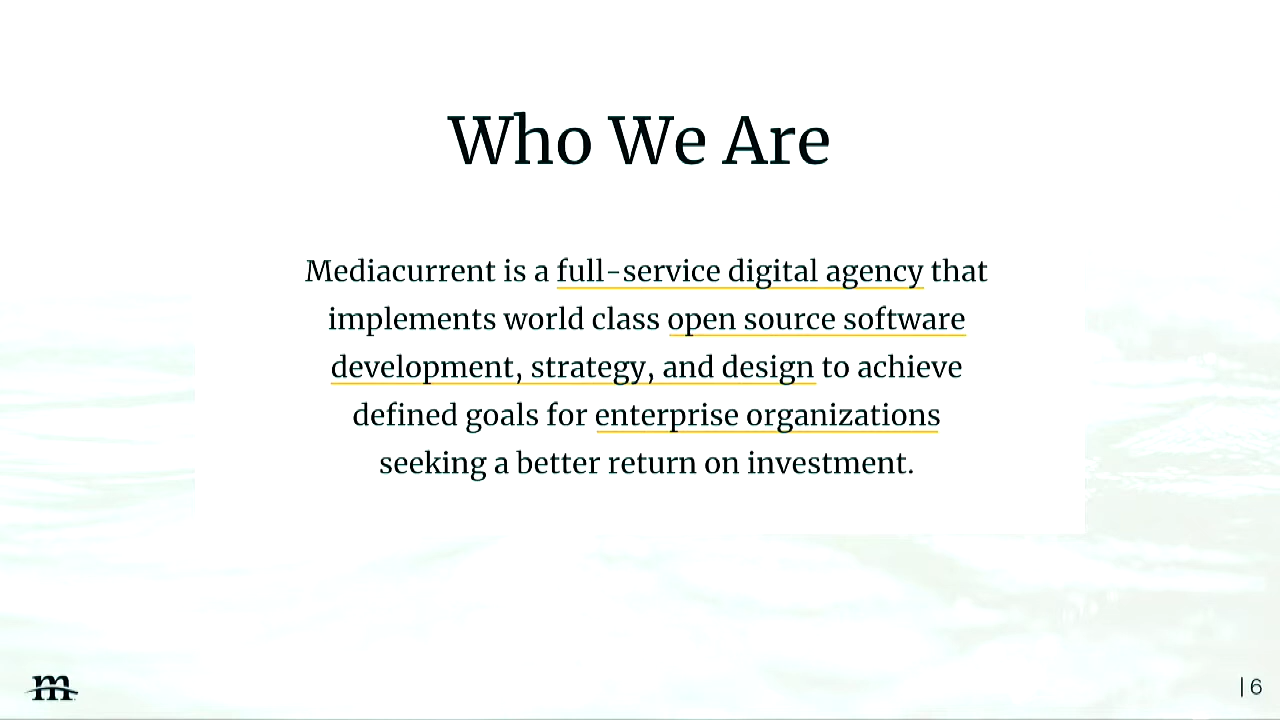 Who We Are
Mediacurrent is a full-service digital agency that
implements world class open source software
development, strategy, and design to achieve
defined goals for enterprise organizations
seeking a better return on investment.
m
| 6